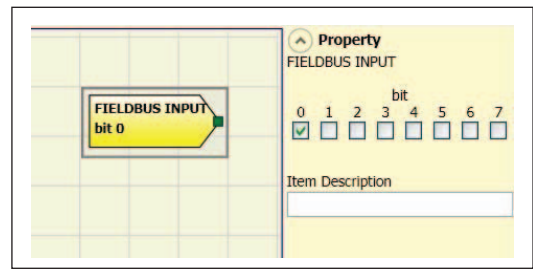 FIELDBUS INPUT
bit 0
Property
FIELDBUS INPUT
bit
0 1 2 3 4 5 6 7
Item Description